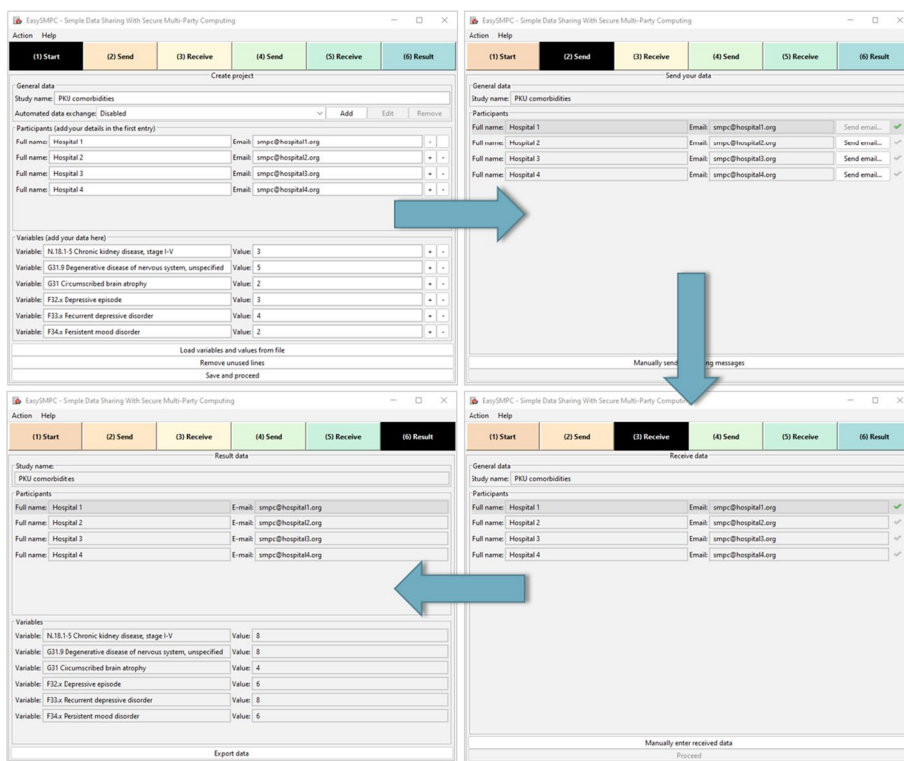 EasySMPC - Simple Data Sharing With Secure Multi-Party Computing
Action Help
(1) Start (2) Send (3) Receive (4) Send (5) Receive (6) Result
Create project
General data
Study name: PKU comorbidities
Automated data exchange: Disabled Add Edit Remove
Participants (add your details in the first entry)
Full name: Hospital 1 Email: smpc@hospital1.org
Full name: Hospital 2 Email: smpc@hospital2.org + -
Full name: Hospital 3 Email: smpc@hospital3.org + -
Full name: Hospital 4 Email: smpc@hospital4.org + -
Variables (add your data here)
Variable: N.18.1-5 Chronic kidney disease, stage I-V Value: 3 + -
Variable: G31.9 Degenerative disease of nervous system, unspecified Value: 5 + -
Variable: G31 Circumscribed brain atrophy Value: 2 + -
Variable: F32.x Depressive episode Value: 3 + -
Variable: F33.x Recurrent depressive disorder Value: 4 + -
Variable: F34.x Persistent mood disorder Value: 2 + -
Load variables and values from file
Remove unused lines
Save and proceed
EasySMPC - Simple Data Sharing With Secure Multi-Party Computing
Action Help
(1) Start (2) Send (3) Receive (4) Send (5) Receive (6) Result
Send your data
General data
Study name: PKU comorbidities
Participants
Full name: Hospital 1 Email: smpc@hospital1.org Send email...
Full name: Hospital 2 Email: smpc@hospital2.org Send email...
Full name: Hospital 3 Email: smpc@hospital3.org Send email...
Full name: Hospital 4 Email: smpc@hospital4.org Send email...
Manually send messages
EasySMPC - Simple Data Sharing With Secure Multi-Party Computing
Action Help
(1) Start (2) Send (3) Receive (4) Send (5) Receive (6) Result
Receive data
General data
Study name: PKU comorbidities
Participants
Full name: Hospital 1 Email: smpc@hospital1.org
Full name: Hospital 2 Email: smpc@hospital2.org
Full name: Hospital 3 Email: smpc@hospital3.org
Full name: Hospital 4 Email: smpc@hospital4.org
Manually enter received data
Proceed
EasySMPC - Simple Data Sharing With Secure Multi-Party Computing
Action Help
(1) Start (2) Send (3) Receive (4) Send (5) Receive (6) Result
Result data
Study name:
PKU comorbidites
Participants
Full name: Hospital 1 E-mail: smpc@hospital1.org
Full name: Hospital 2 E-mail: smpc@hospital2.org
Full name: Hospital 3 E-mail: smpc@hospital3.org
Full name: Hospital 4 E-mail: smpc@hospital4.org
Variables
Variable: N.18.1-5 Chronic kidney disease, stage I-V Value: 8
Variable: G31.9 Degenerative disease of nervous system, unspecified Value: 8
Variable: G31 Circumscribed brain atrophy Value: 4
Variable: F32.x Depressive episode Value: 6
Variable: F33.x Recurrent depressive disorder Value: 8
Variable: F34.x Persistent mood disorder Value: 6
Export data